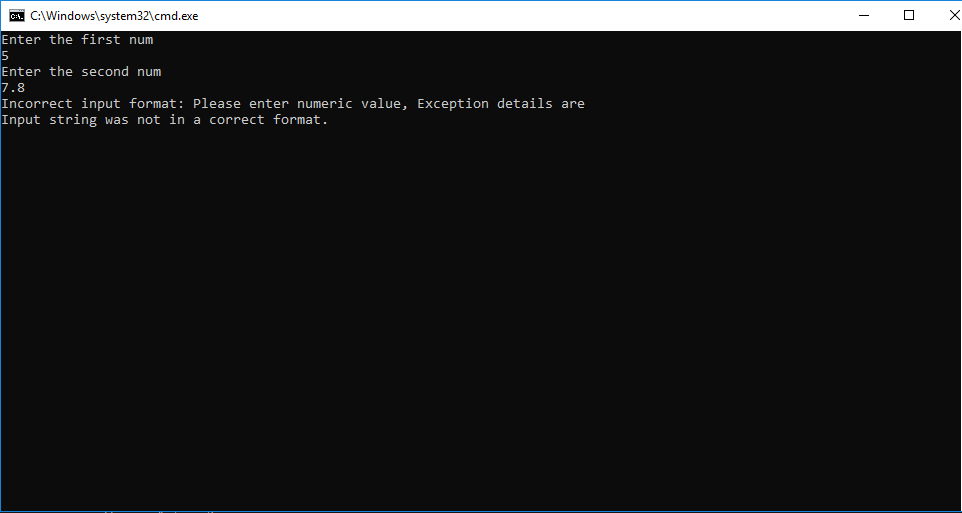 C:\Windows\system32\cmd.exe
Enter the first num
5
Enter the second num
7.8
Incorrect input format: Please enter numeric value, Exception details are
Input string was not in a correct format.